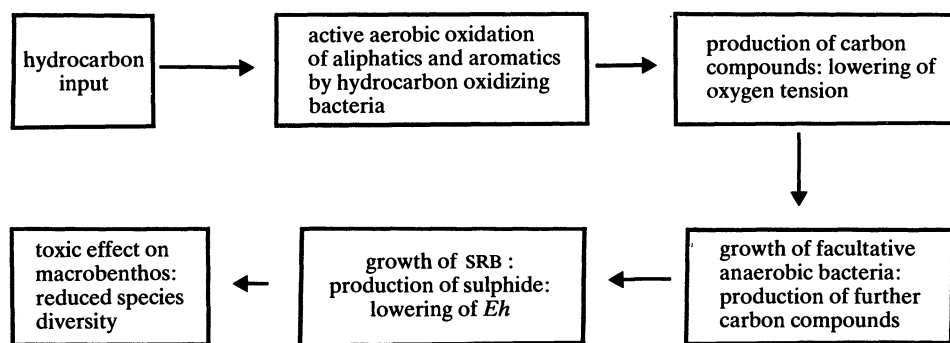 hydrocarbon
input
active aerobic oxidation
of aliphatics and aromatics
by hydrocarbon oxidizing
bacteria
production of carbon
compounds: lowering of
oxygen tension
growth of facultative
anaerobic bacteria:
production of further
carbon compounds
growth of SRB :
production of sulphide:
lowering of Eh
toxic effect on
macrobenthos:
reduced species
diversity